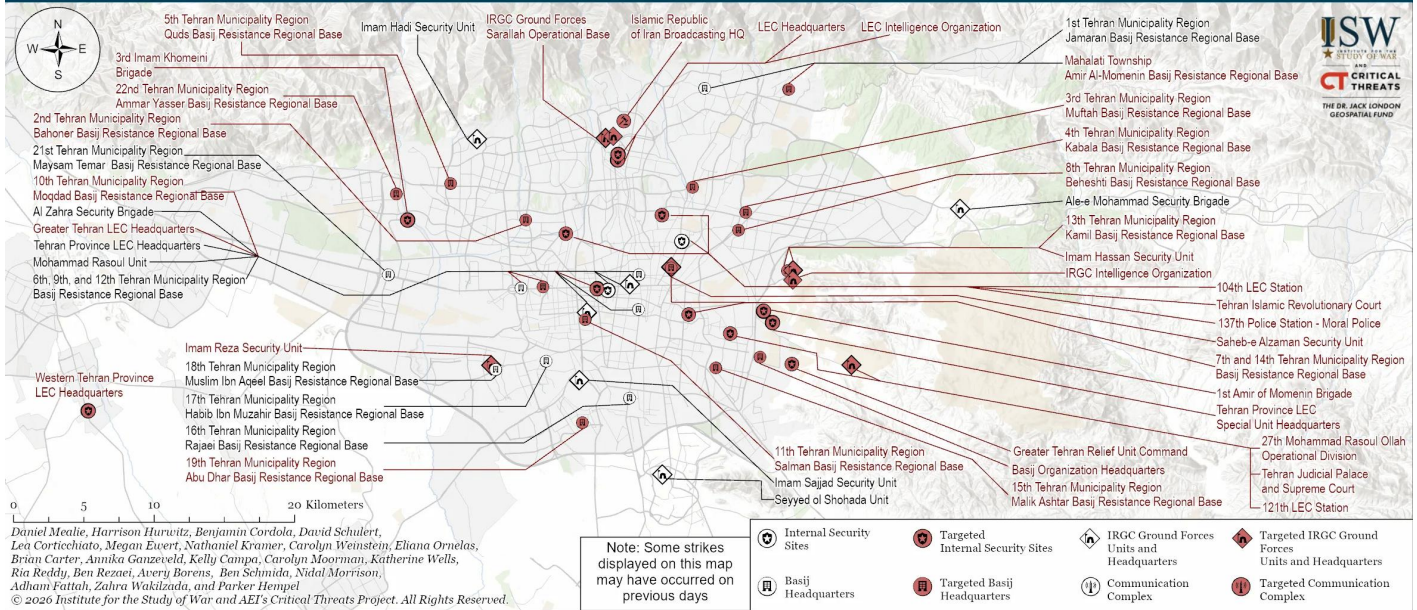 N
W
E
S
5th Tehran Municipality Region
Quds Basij Resistance Regional Base
Imam Hadi Security Unit
IRGC Ground Forces
Sarallah Operational Base
Islamic Republic
of Iran Broadcasting HQ
LEC Headquarters
LEC Intelligence Organization
1st Tehran Municipality Region
Jamaran Basij Resistance Regional Base
ISW
INSTITUTE FOR THE
STUDY OF WAR
AND
CT CRITICAL
THREATS
THE DR. JACK LONDON
GEOSPATIAL FUND
3rd Imam Khomeini
Brigade
22nd Tehran Municipality Region
Ammar Yasser Basij Resistance Regional Base
2nd Tehran Municipality Region
Bahoner Basij Resistance Regional Base
21st Tehran Municipality Region
Maysam Temar Basij Resistance Regional Base
10th Tehran Municipality Region
Moqdad Basij Resistance Regional Base
Al Zahra Security Brigade
Greater Tehran LEC Headquarters
Tehran Province LEC Headquarters
Mohammad Rasoul Unit
6th, 9th, and 12th Tehran Municipality Region
Basij Resistance Regional Base
Mahalati Township
Amir Al-Momenin Basij Resistance Regional Base
3rd Tehran Municipality Region
Muftah Basij Resistance Regional Base
4th Tehran Municipality Region
Kabala Basij Resistance Regional Base
8th Tehran Municipality Region
Beheshti Basij Resistance Regional Base
Ale-e Mohammad Security Brigade
13th Tehran Municipality Region
Kamil Basij Resistance Regional Base
Imam Hassan Security Unit
IRGC Intelligence Organization
104th LEC Station
Tehran Islamic Revolutionary Court
137th Police Station - Moral Police
Saheb-e Alzaman Security Unit
7th and 14th Tehran Municipality Region
Basij Resistance Regional Base
1st Amir of Momenin Brigade
Tehran Province LEC
Special Unit Headquarters
27th Mohammad Rasoul Ollah
Operational Division
Tehran Judicial Palace
and Supreme Court
121th LEC Station
Imam Reza Security Unit
18th Tehran Municipality Region
Muslim Ibn Aqeel Basij Resistance Regional Base
17th Tehran Municipality Region
Habib Ibn Muzahir Basij Resistance Regional Base
16th Tehran Municipality Region
Rajaei Basij Resistance Regional Base
19th Tehran Municipality Region
Abu Dhar Basij Resistance Regional Base
Western Tehran Province
LEC Headquarters
11th Tehran Municipality Region
Salman Basij Resistance Regional Base
Imam Sajjad Security Unit
Seyyed ol Shohada Unit
Greater Tehran Relief Unit Command
Basij Organization Headquarters
15th Tehran Municipality Region
Malik Ashtar Basij Resistance Regional Base
0 5 10 20 Kilometers
Daniel Mealie, Harrison Hurwitz, Benjamin Cordola, David Schulert,
Lea Corticchiato, Megan Ewert, Nathaniel Kramer, Carolyn Weinstein, Eliana Ornelas,
Brian Carter, Annika Ganzeveld, Kelly Campa, Carolyn Moorman, Katherine Wells,
Ria Reddy, Ben Rezaei, Avery Borens, Ben Schmida, Nidal Morrison,
Adham Fattah, Zahra Wakilzada, and Parker Hempel
© 2026 Institute for the Study of War and AEI's Critical Threats Project. All Rights Reserved.
Note: Some strikes
displayed on this map
may have occurred on
previous days
Internal Security
Sites
Targeted
Internal Security Sites
IRGC Ground Forces
Units and
Headquarters
Targeted IRGC Ground
Forces
Units and Headquarters
Basij
Headquarters
Targeted Basij
Headquarters
Communication
Complex
Targeted Communication
Complex